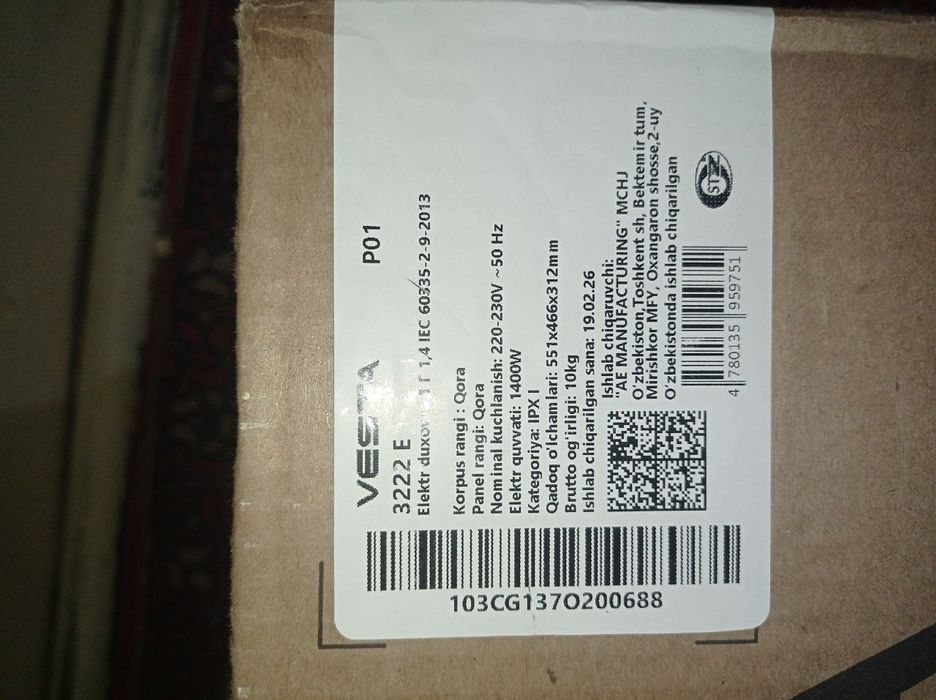 VESTA P01
3222 E
Elektr 1,4 IEC 60335-2-9-2013
Korpus rangi : Qora
Panel rangi: Qora
Nominal kuchlanish: 220-230V ~50 Hz
Elektr quvvati: 1400W
Kategoriya: IPX I
Qadoq o'lchamlari: 551x466x312mm
Brutto og'irligi: 10kg
Ishlab chiqarilgan sana: 19.02.26
Ishlab chiqaruvchi:
"AE MANUFACTURING" MCHJ
O'zbekiston,Toshkent sh, Bektemir tum,
Mirishkor MFY, Oxangaron shosse,2-uy
O'zbekistonda ishlab chiqarilgan
4 780135 959751
103CG137O200688